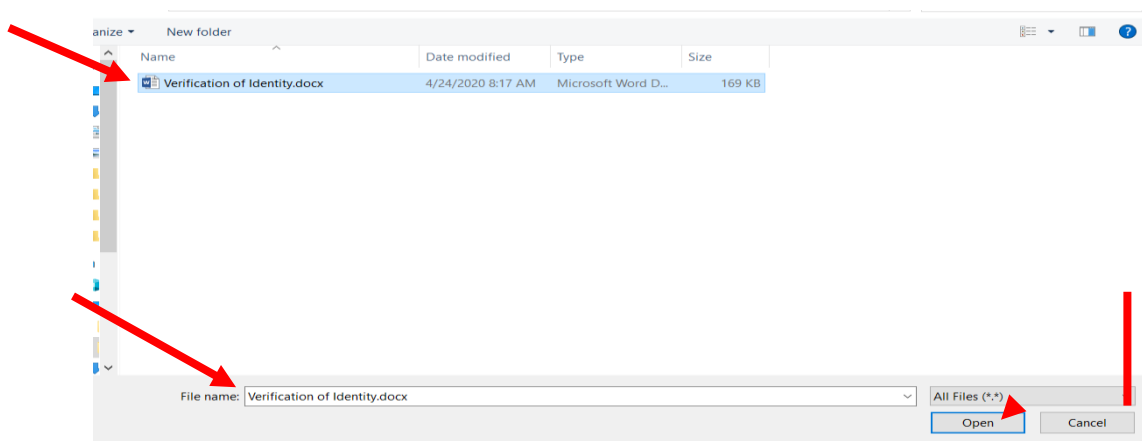 anize New folder ?
Name Date modified Type Size
Verification of Identity.docx 4/24/2020 8:17 AM Microsoft Word D... 169 KB
File name: Verification of Identity.docx All Files (*.*)
Open Cancel